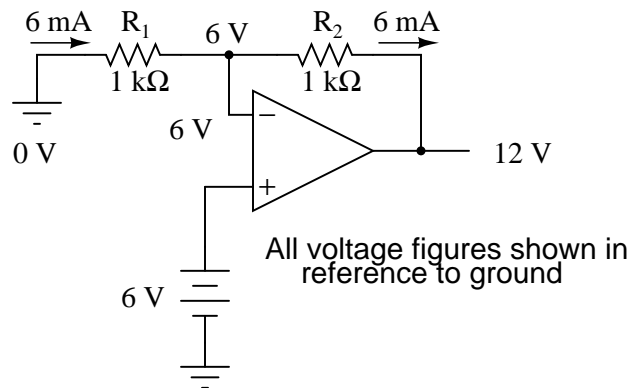 6 mA
R1
6 V
R2
6 mA
1 kΩ
1 kΩ
6 V
−
0 V
12 V
+
All voltage figures shown in
reference to ground
6 V